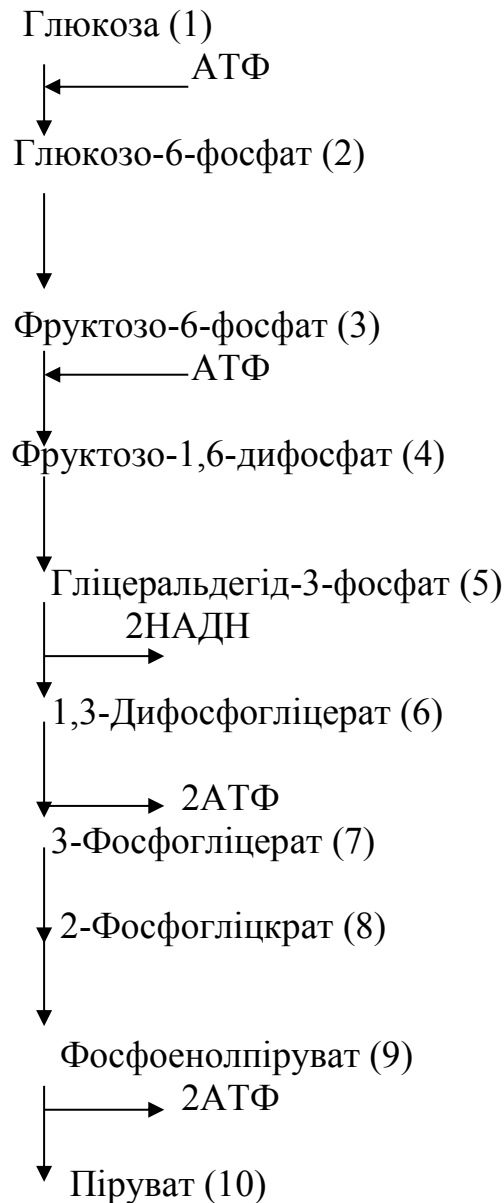 Глюкоза (1)
АТФ
Глюкозо-6-фосфат (2)
Фруктозо-6-фосфат (3)
АТФ
Фруктозо-1,6-дифосфат (4)
Гліцеральдегід-3-фосфат (5)
2НАДН
1,3-Дифосфогліцерат (6)
2АТФ
3-Фосфогліцерат (7)
2-Фосфогліцкрат (8)
Фосфоенолпіруват (9)
2АТФ
Піруват (10)